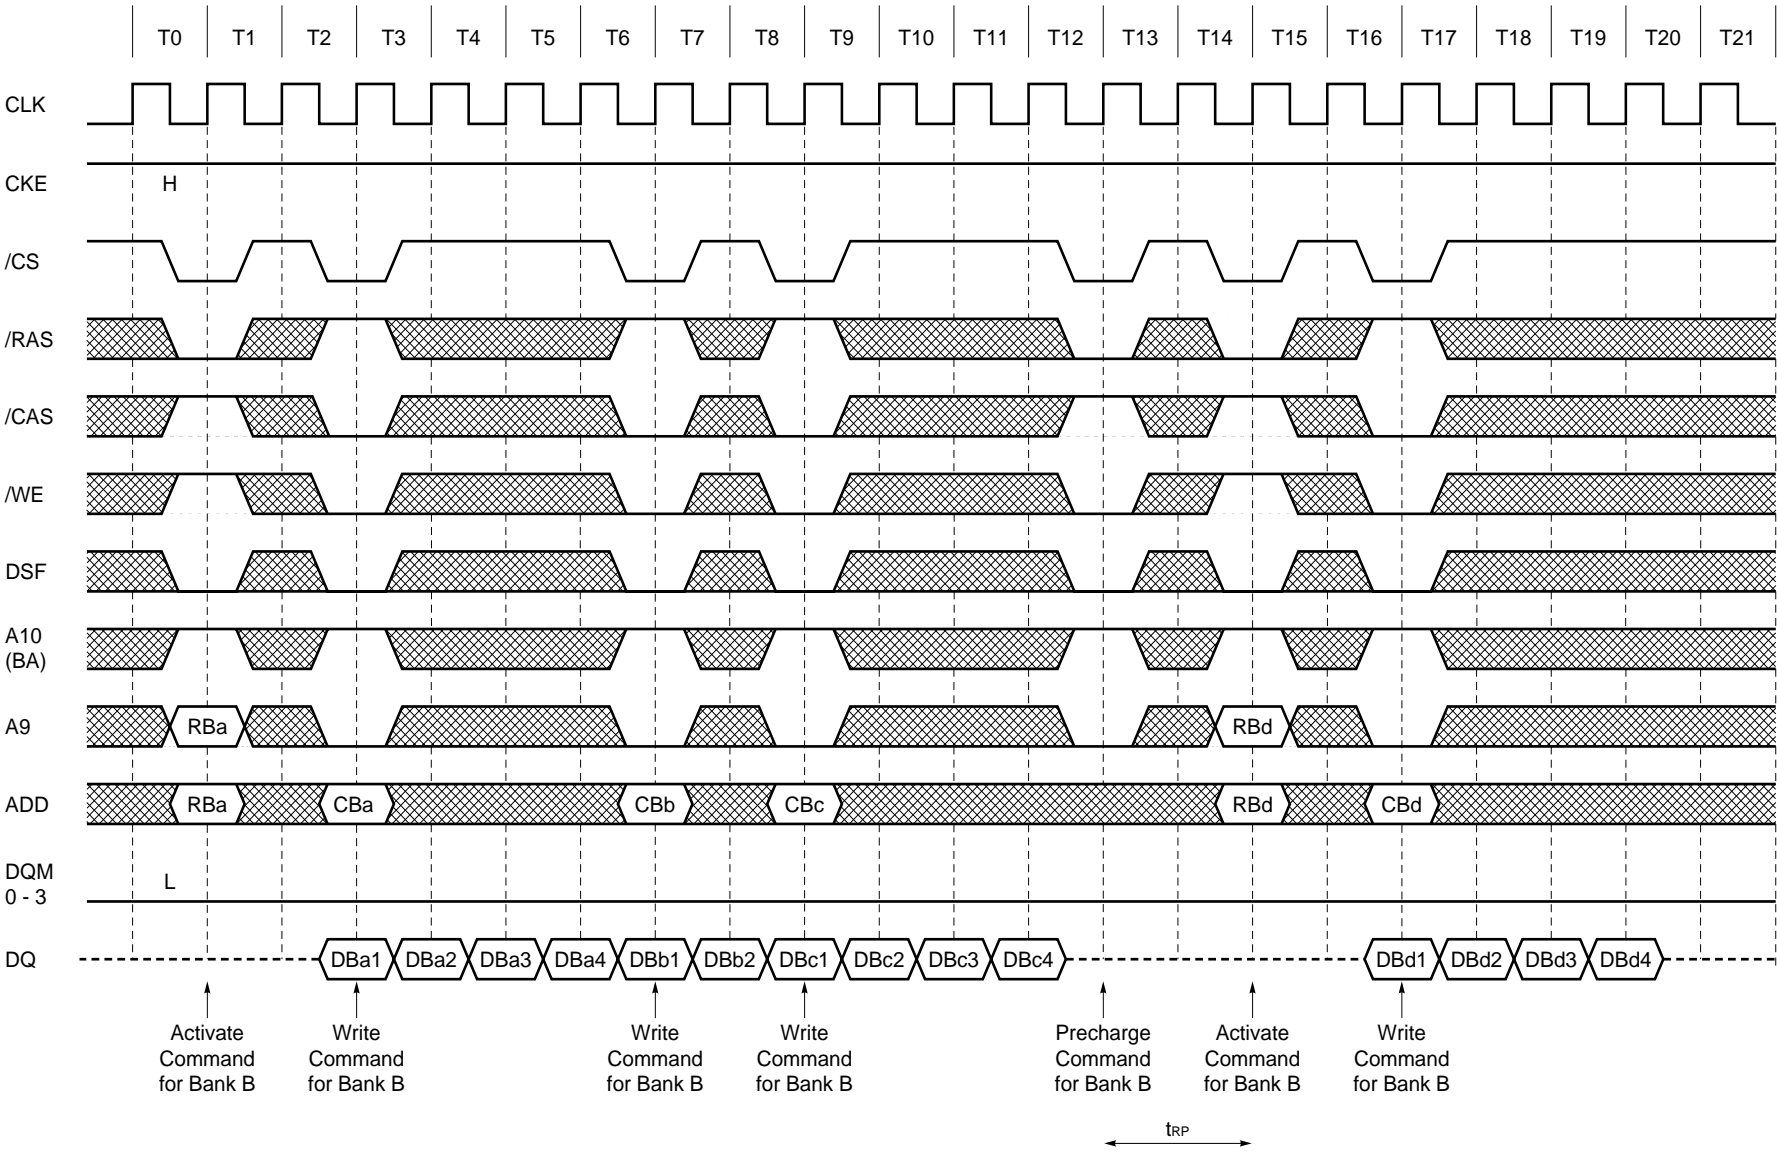 T0 T1 T2 T3 T4 T5 T6 T7 T8 T9 T10 T11 T12 T13 T14 T15 T16 T17 T18 T19 T20 T21
CLK
CKE H
/CS
/RAS
/CAS
/WE
DSF
A10
(BA)
A9 RBa RBd
ADD RBa CBa CBb CBc RBd CBd
DQM L
0 - 3
DQ DBa1 DBa2 DBa3 DBa4 DBb1 DBb2 DBc1 DBc2 DBc3 DBc4 DBd1 DBd2 DBd3 DBd4
Activate Write Write Write Precharge Activate Write
Command Command Command Command Command Command Command
for Bank B for Bank B for Bank B for Bank B for Bank B for Bank B for Bank B
tRP